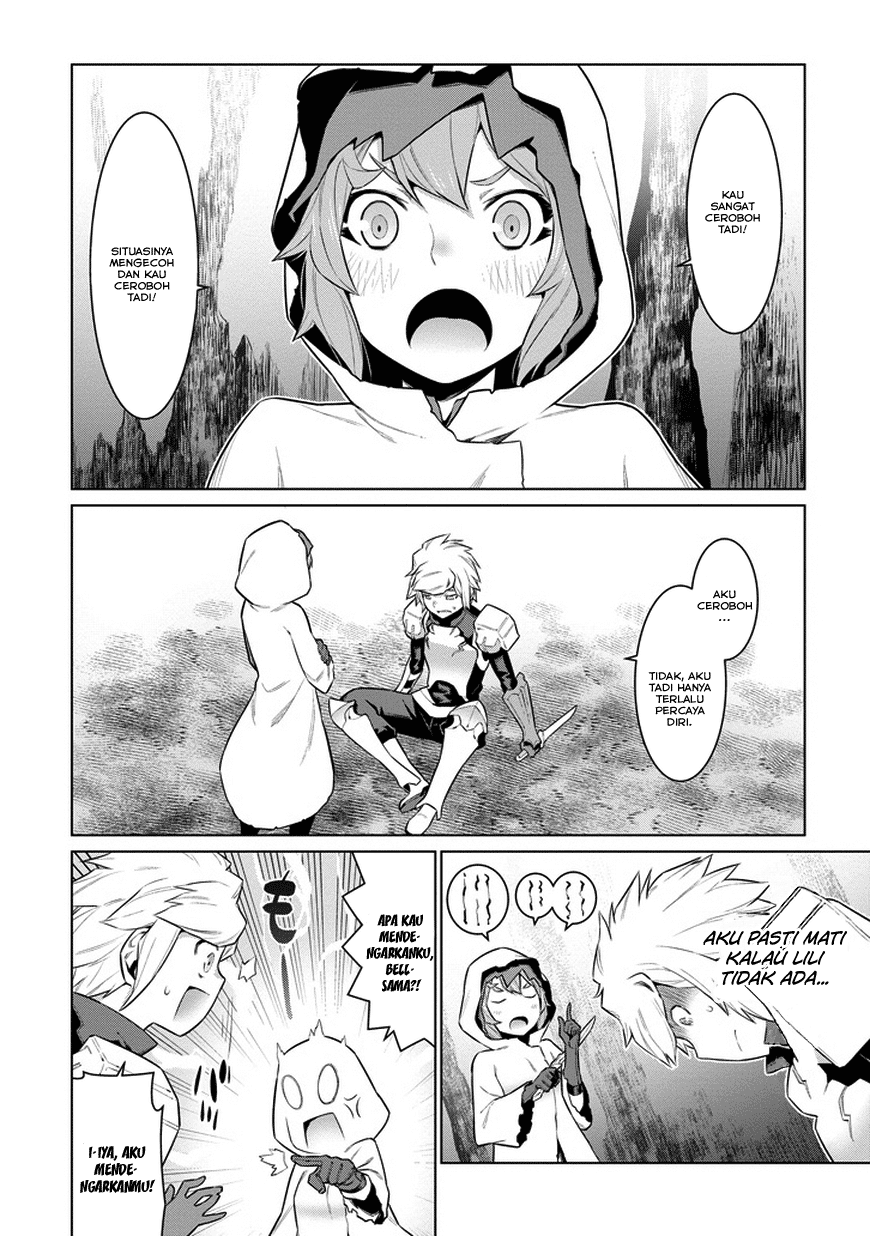 KAU
SANGAT
CEROBOH
TADI!
SITUASINYA
MENGECOH
DAN KAU
CEROBOH
TADI!
AKU
CEROBOH
...
TIDAK, AKU
TADI HANYA
TERLALU
PERCAYA
DIRI.
AKU PASTI MATI
KALAU LILI
TIDAK ADA...
APA KAU
MENDE-
NGARKANKU,
BELL-
SAMA?!
モ
I-IYA, AKU
MENDE-
NGARKANMU!